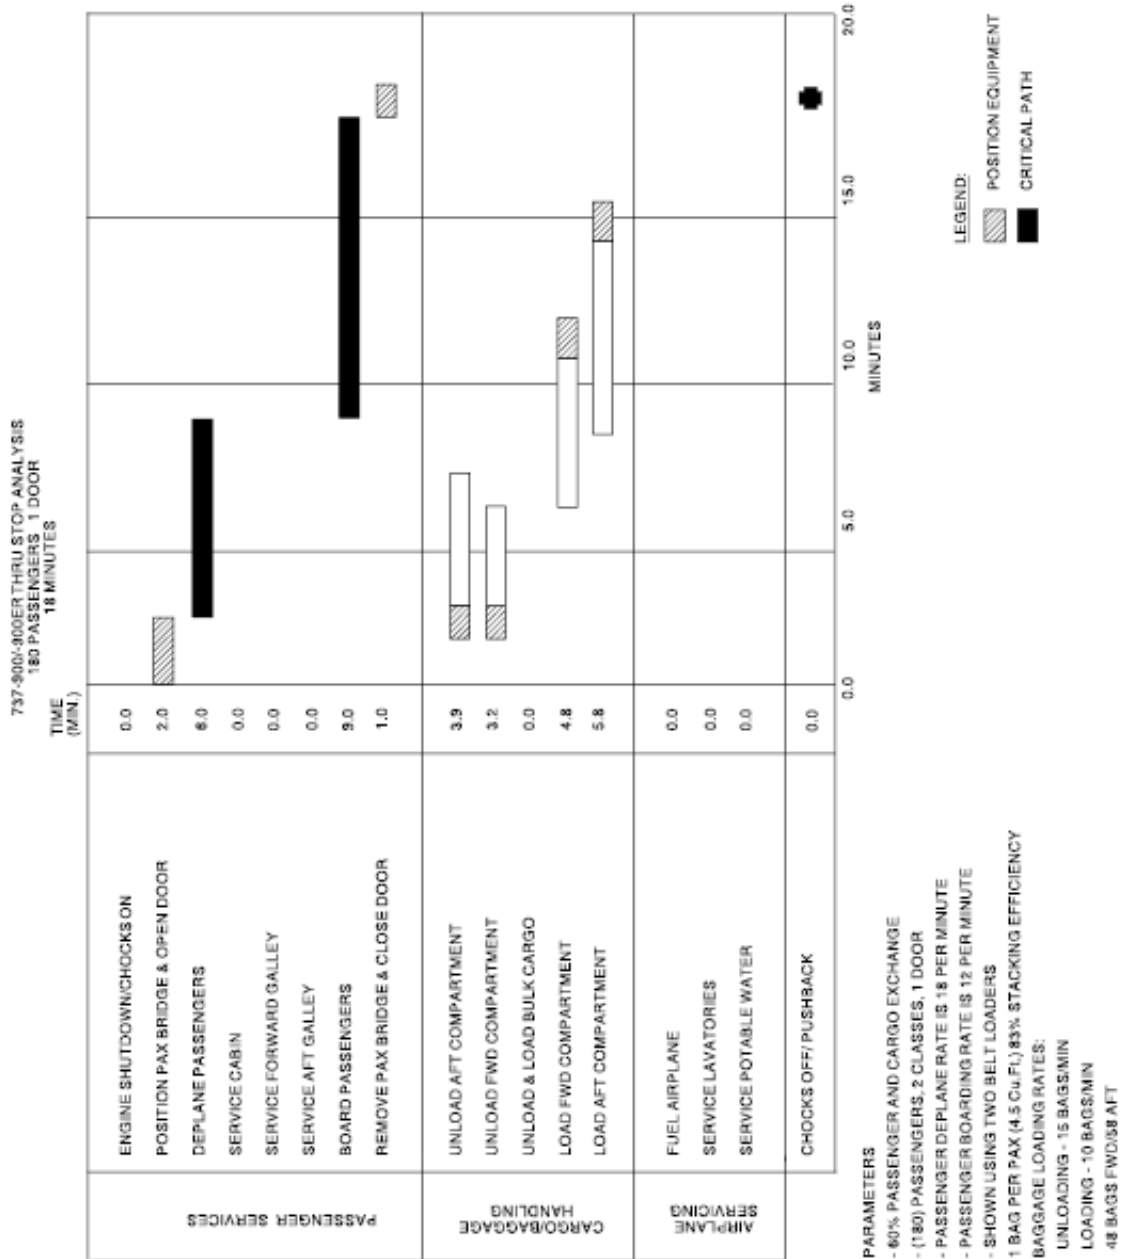 737-900/-900ER THRU STOP ANALYSIS
180 PASSENGERS 1 DOOR
18 MINUTES
TIME
(MIN.)
PASSENGER SERVICES
ENGINE SHUTDOWN/CHOCKS ON 0.0
POSITION PAX BRIDGE & OPEN DOOR 2.0
DEPLANE PASSENGERS 6.0
SERVICE CABIN 0.0
SERVICE FORWARD GALLEY 0.0
SERVICE AFT GALLEY 0.0
BOARD PASSENGERS 9.0
REMOVE PAX BRIDGE & CLOSE DOOR 1.0
CARGO/BAGGAGE
HANDLING
UNLOAD AFT COMPARTMENT 3.9
UNLOAD FWD COMPARTMENT 3.2
UNLOAD & LOAD BULK CARGO 0.0
LOAD FWD COMPARTMENT 4.8
LOAD AFT COMPARTMENT 5.8
AIRPLANE
SERVICING
FUEL AIRPLANE 0.0
SERVICE LAVATORIES 0.0
SERVICE POTABLE WATER 0.0
CHOCKS OFF/ PUSHBACK 0.0
0.0 5.0 10.0 15.0 20.0
MINUTES
PARAMETERS
- 60% PASSENGER AND CARGO EXCHANGE
- (180) PASSENGERS, 2 CLASSES, 1 DOOR
- PASSENGER DEPLANE RATE IS 18 PER MINUTE
- PASSENGER BOARDING RATE IS 12 PER MINUTE
- SHOWN USING TWO BELT LOADERS
1 BAG PER PAX (4.5 Cu.Ft.) 83% STACKING EFFICIENCY
BAGGAGE LOADING RATES:
UNLOADING - 15 BAGS/MIN
LOADING - 10 BAGS/MIN
48 BAGS FWD/58 AFT
LEGEND:
POSITION EQUIPMENT
CRITICAL PATH